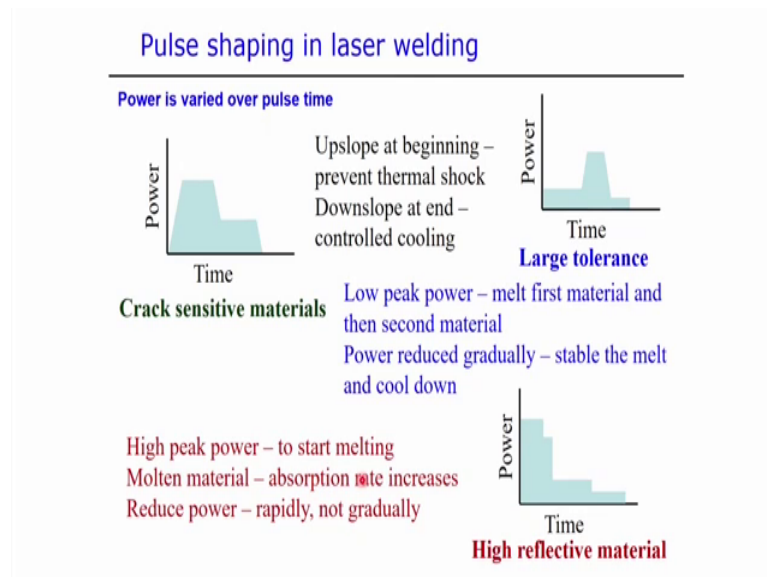 Pulse shaping in laser welding
Power is varied over pulse time
Power
Time
Crack sensitive materials
Upslope at beginning –
prevent thermal shock
Downslope at end –
controlled cooling
Power
Time
Large tolerance
Low peak power – melt first material and
then second material
Power reduced gradually – stable the melt
and cool down
High peak power – to start melting
Molten material – absorption rate increases
Reduce power – rapidly, not gradually
Power
Time
High reflective material